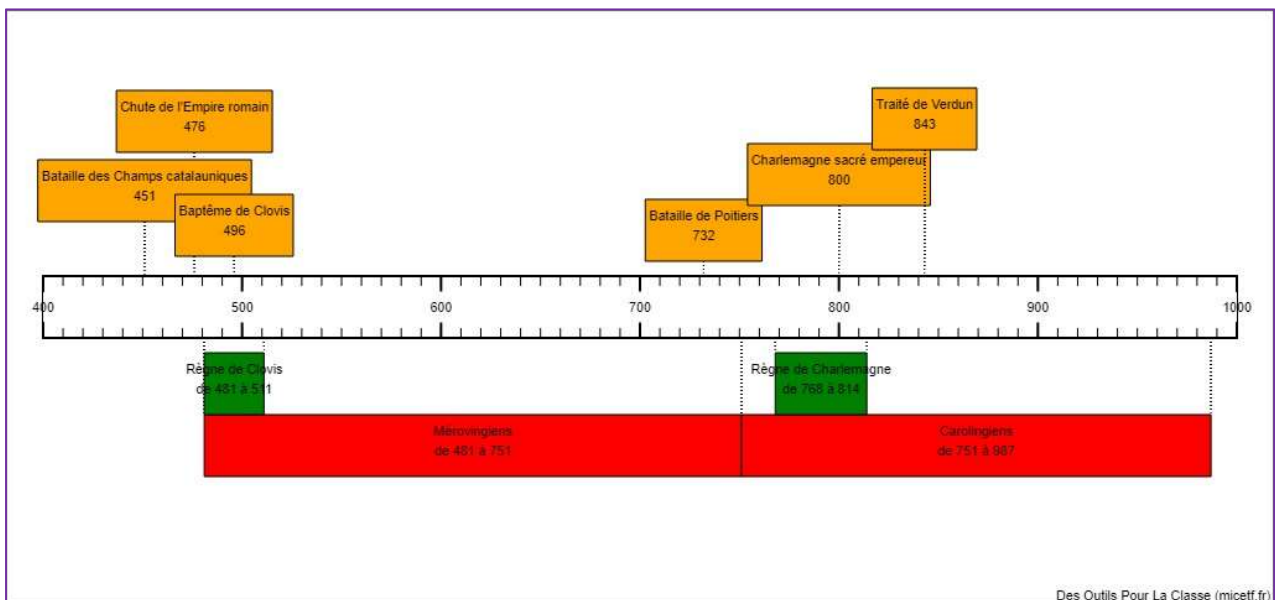 Traité de Verdun
843
Chute de l'Empire romain
476
Charlemagne sacré empereur
800
Bataille des Champs catalauniques
451
Baptême de Clovis
496
Bataille de Poitiers
732
400 500 600 700 800 900 1000
Règne de Clovis
de 481 à 511
Règne de Charlemagne
de 768 à 814
Mérovingiens
de 481 à 751
Carolingiens
de 751 à 987
Des Outils Pour La Classe (micetf.fr)